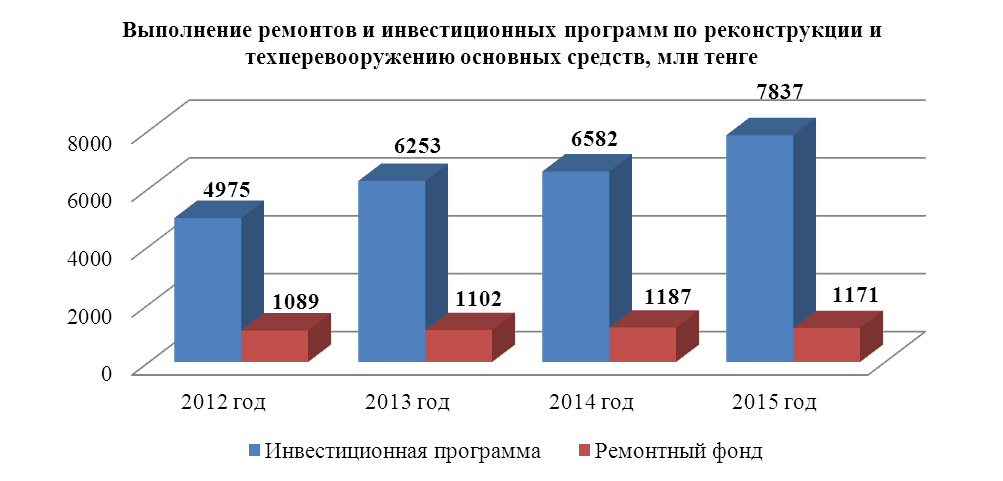 Выполнение ремонтов и инвестиционных программ по реконструкции и
техперевооружению основных средств, млн тенге
8000
6000
4000
2000
0
4975
1089
6253
1102
6582
1187
7837
1171
2012 год
2013 год
2014 год
2015 год
Инвестиционная программа
Ремонтный фонд